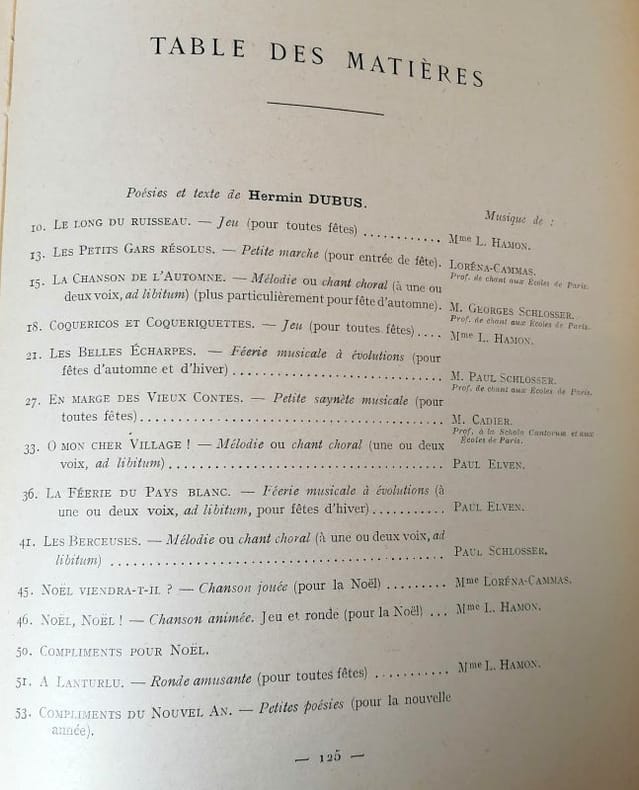 TABLE DES MATIÈRES
Poésies et texte de Hermin DUBUS.
Musique de :
10. LE LONG DU RUISSEAU. — Jeu (pour toutes fêtes) ........... Mme L. HAMON.
13. LES PETITS GARS RÉSOLUS. — Petite marche (pour entrée de fête). LORÉNA-CAMMAS.
Prof. de chant aux Écoles de Paris.
15. LA CHANSON DE L'AUTOMNE. — Mélodie ou chant choral (à une ou
deux voix, ad libitum) (plus particulièrement pour fête d'automne). M. GEORGES SCHLOSSER.
Prof. de chant aux Écoles de Paris.
18. COQUERICOS ET COQUERIQUETTES. — Jeu (pour toutes fêtes).... Mme L. HAMON.
21. LES BELLES ÉCHARPES. — Féerie musicale à évolutions (pour
fêtes d'automne et d'hiver)............................. M. PAUL SCHLOSSER.
Prof. de chant aux Écoles de Paris.
27. EN MARGE DES VIEUX CONTES. — Petite saynète musicale (pour
toutes fêtes)......................................... M. CADIER.
Prof. à la Schola Cantorum et aux
Écoles de Paris.
33. O MON CHER VILLAGE ! — Mélodie ou chant choral (une ou deux
voix, ad libitum)..................................... PAUL ELVEN.
36. LA FÉERIE DU PAYS BLANC. — Féerie musicale à évolutions (à
une ou deux voix, ad libitum, pour fêtes d'hiver)........... PAUL ELVEN.
41. LES BERCEUSES. — Mélodie ou chant choral (à une ou deux voix, ad
libitum) ............................................. PAUL SCHLOSSER.
45. NOËL VIENDRA-T-IL ? — Chanson jouée (pour la Noël) ......... Mme LORÉNA-CAMMAS.
46. NOËL, NOËL ! — Chanson animée. Jeu et ronde (pour la Noël) ... Mme L. HAMON.
50. COMPLIMENTS POUR NOËL.
51. A LANTURLU. — Ronde amusante (pour toutes fêtes) ........... Mme L. HAMON.
53. COMPLIMENTS DU NOUVEL AN. — Petites poésies (pour la nouvelle
année).
— 125 —